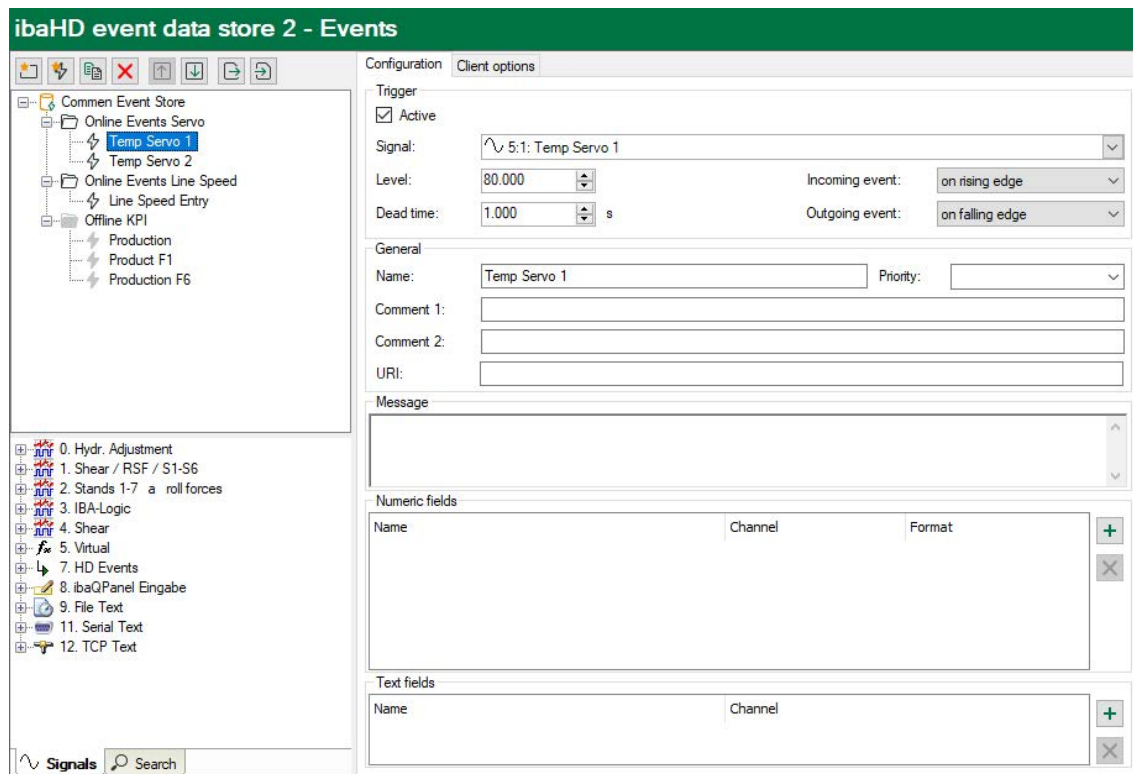 ibaHD event data store 2 - Events
Commen Event Store
Online Events Servo
Temp Servo 1
Temp Servo 2
Online Events Line Speed
Line Speed Entry
Offline KPI
Production
Product F1
Production F6
0. Hydr. Adjustment
1. Shear / RSF / S1-S6
2. Stands 1-7 a roll forces
3. IBA-Logic
4. Shear
5. Virtual
7. HD Events
8. ibaQPanel Eingabe
9. File Text
11. Serial Text
12. TCP Text
Signals Search
Configuration Client options
Trigger
Active
Signal: 5:1: Temp Servo 1
Level: 80.000 Incoming event: on rising edge
Dead time: 1.000 s Outgoing event: on falling edge
General
Name: Temp Servo 1 Priority:
Comment 1:
Comment 2:
URI:
Message
Numeric fields
Name Channel Format
Text fields
Name Channel